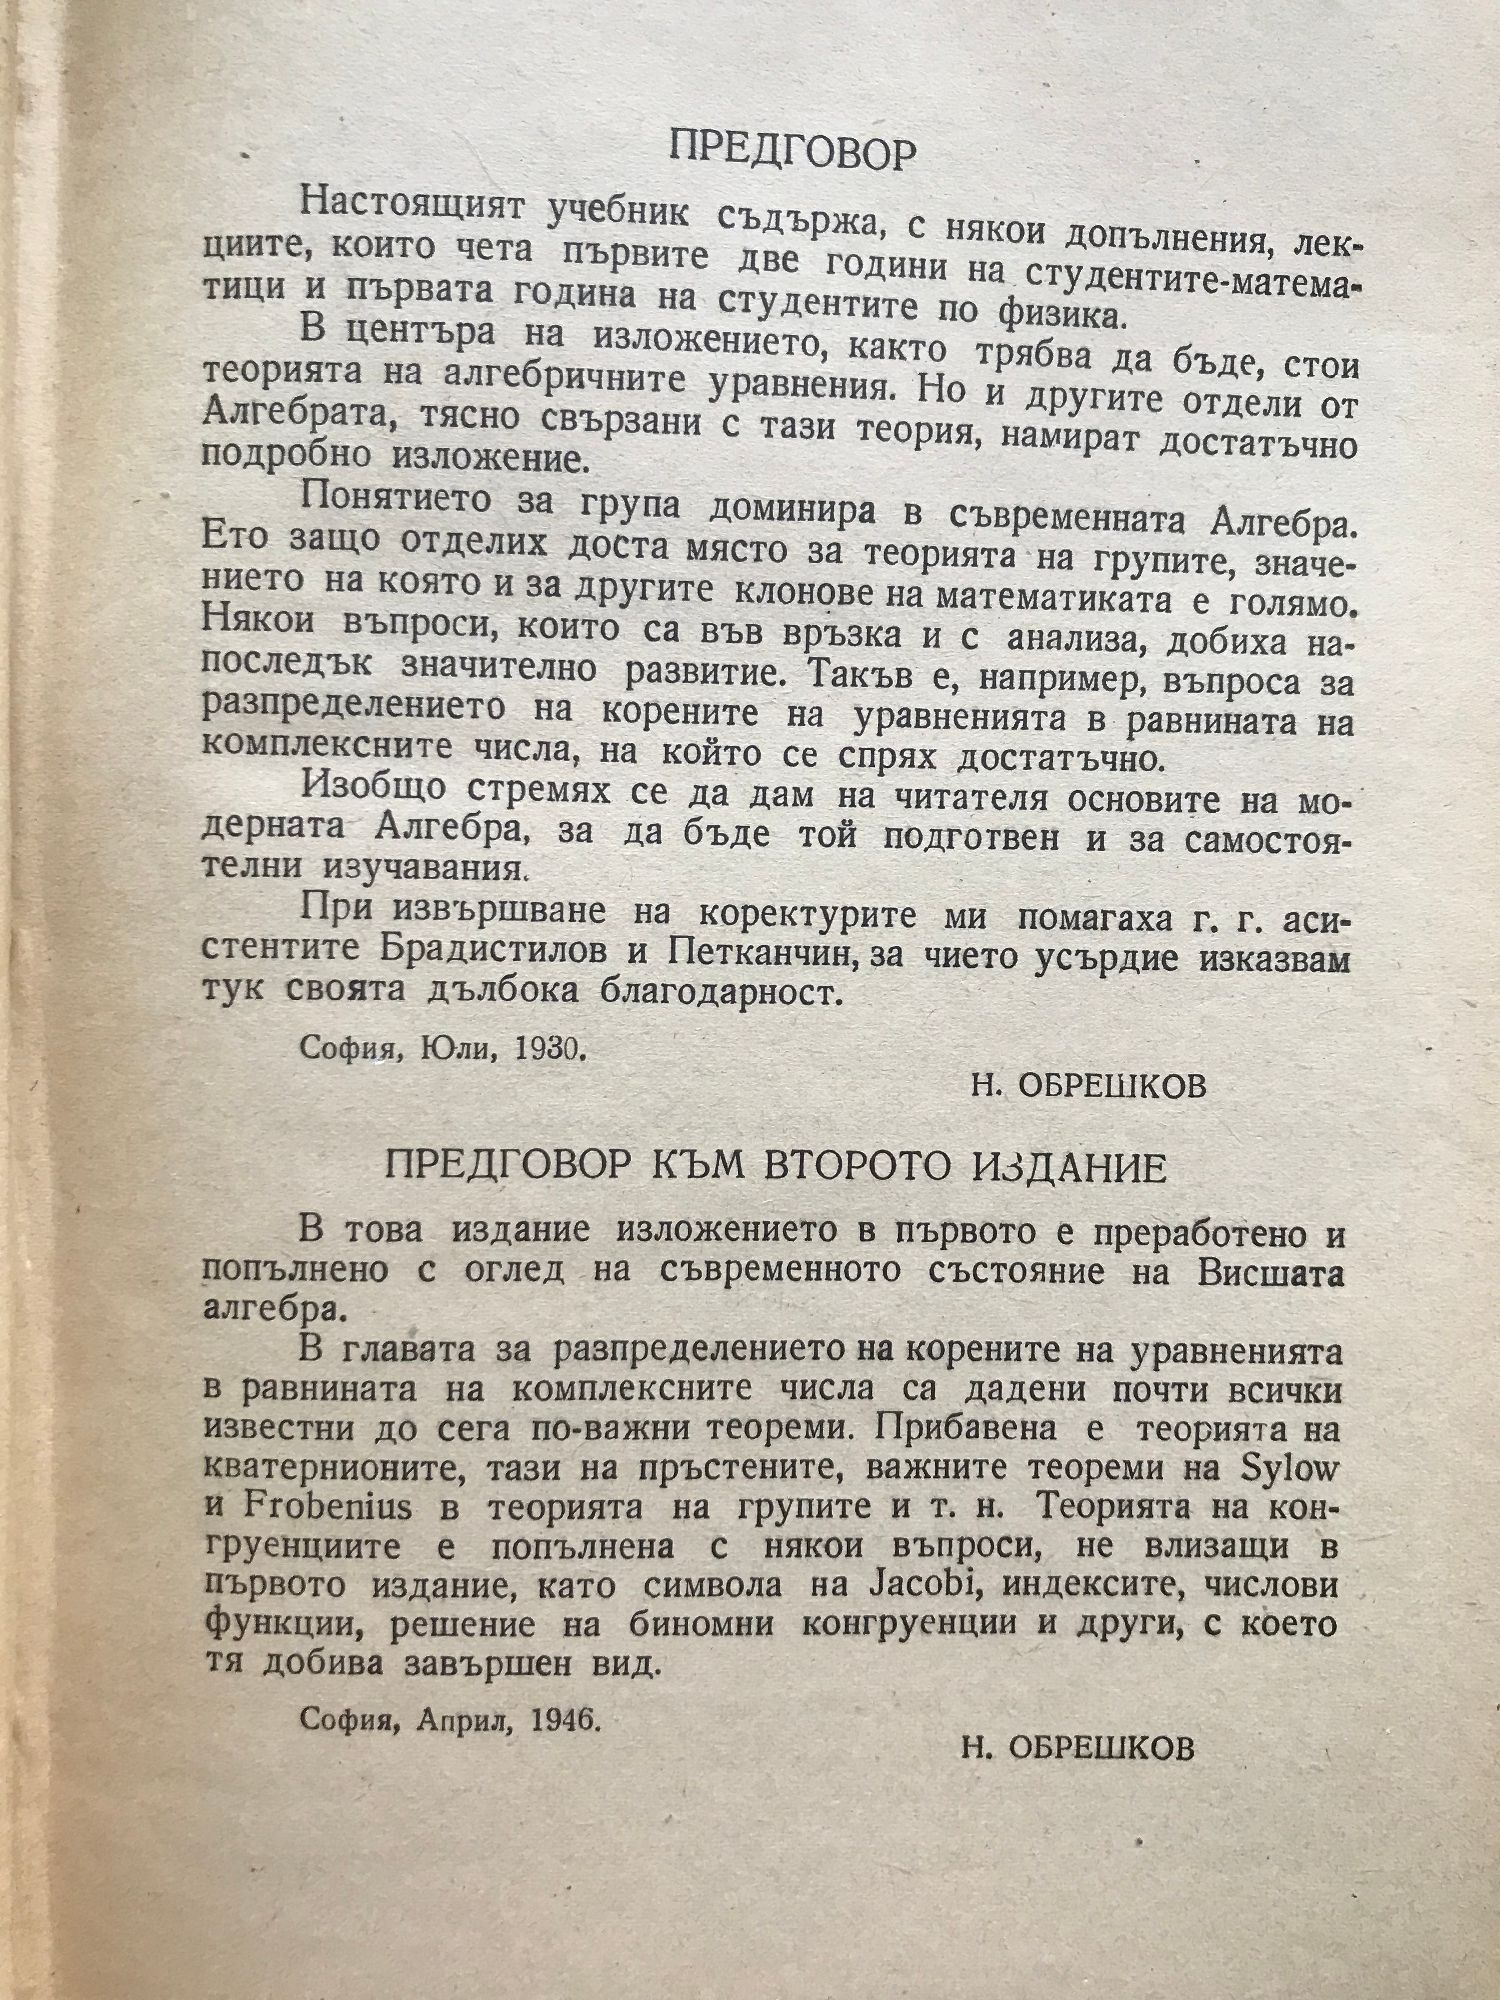 ПРЕДГОВОР
Настоящият учебник съдържа, с някои допълнения, лек-
циите, които чета първите две години на студентите-матема-
тици и първата година на студентите по физика.
В центъра на изложението, както трябва да бъде, стои
теорията на алгебричните уравнения. Но и другите отдели от
Алгебрата, тясно свързани с тази теория, намират достатъчно
подробно изложение.
Понятието за група доминира в съвременната Алгебра.
Ето защо отделих доста място за теорията на групите, значе-
нието на която и за другите клонове на математиката е голямо.
Някои въпроси, които са във връзка и с анализа, добиха на-
последък значително развитие. Такъв е, например, въпроса за
разпределението на корените на уравненията в равнината на
комплексните числа, на който се спрях достатъчно.
Изобщо стремях се да дам на читателя основите на мо-
дерната Алгебра, за да бъде той подготвен и за самостоя-
телни изучавания.
При извършване на коректурите ми помагаха г. г. аси-
стентите Брадистилов и Петканчин, за чието усърдие изказвам
тук своята дълбока благодарност.
София, Юли, 1930.
Н. ОБРЕШКОВ
ПРЕДГОВОР КЪМ ВТОРОТО ИЗДАНИЕ
В това издание изложението в първото е преработено и
попълнено с оглед на съвременното състояние на Висшата
алгебра.
В главата за разпределението на корените на уравненията
в равнината на комплексните числа са дадени почти всички
известни до сега по-важни теореми. Прибавена е теорията на
кватернионите, тази на пръстените, важните теореми на Sylow
и Frobenius в теорията на групите и т. н. Теорията на кон-
груенциите е попълнена с някои въпроси, не влизащи в
първото издание, като символа на Jacobi, индексите, числови
функции, решение на биномни конгруенции и други, с което
тя добива завършен вид.
София, Април, 1946.
Н. ОБРЕШКОВ